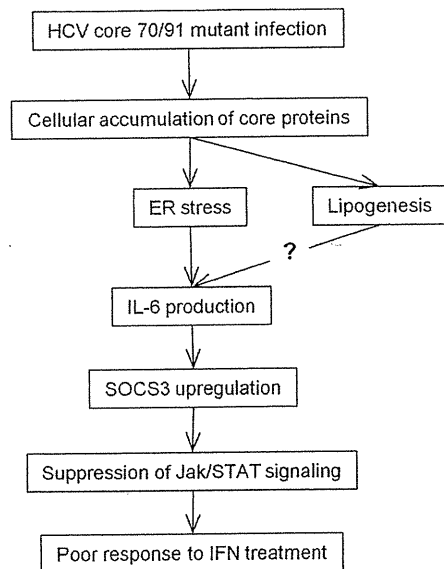 HCV core 70/91 mutant infection
Cellular accumulation of core proteins
ER stress
Lipogenesis
?
IL-6 production
SOCS3 upregulation
Suppression of Jak/STAT signaling
Poor response to IFN treatment